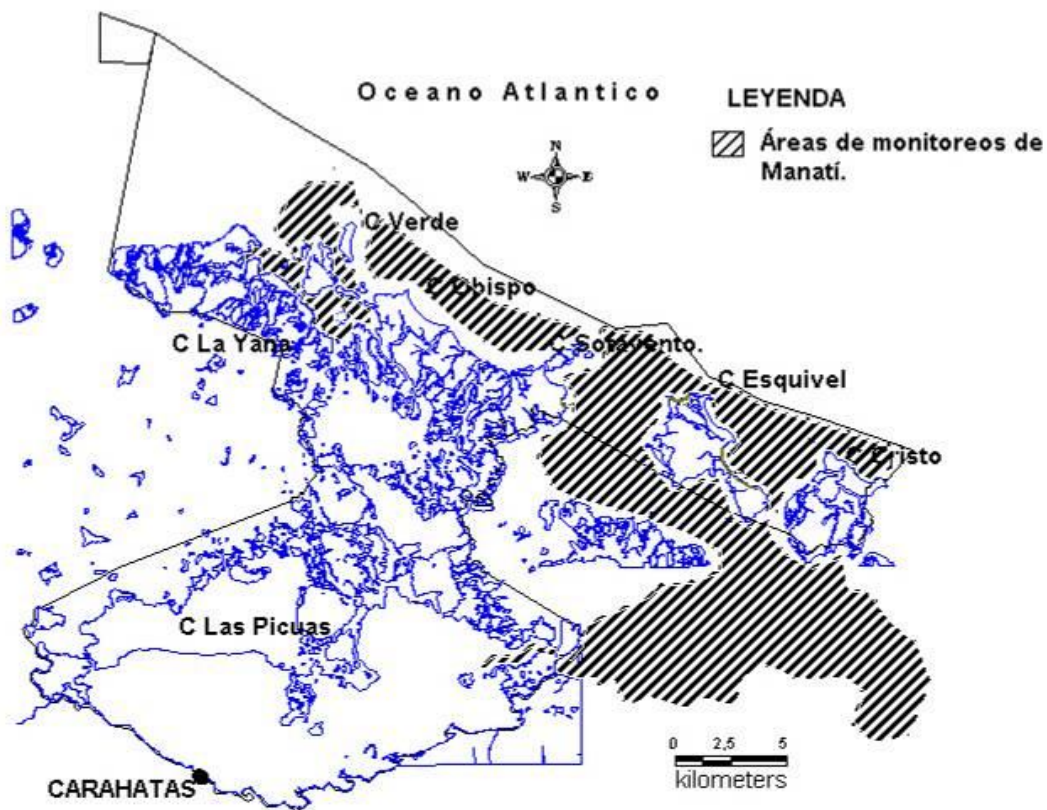 Oceano Atlantico
LEYENDA
Áreas de monitoreos de
Manatí.
N
W E
S
C Verde
C Obispo
C La Yana
C Sotavento.
C Esquivel
C Cristo
C Las Picuas
0 2,5 5
kilometers
CARAHATAS